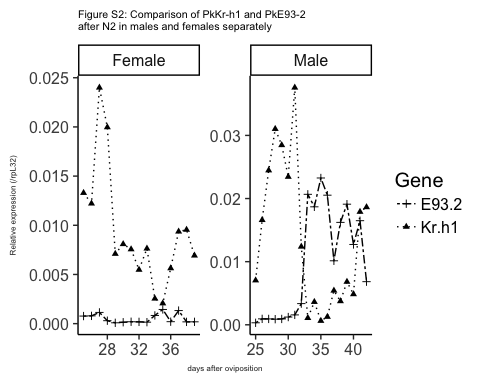 Figure S2: Comparison of PkKr-h1 and PkE93-2
after N2 in males and females separately
Female
Male
Relative expression (/rpL32)
0.025
0.020
0.015
0.010
0.005
0.000
28 32 36
0.03
0.02
0.01
0.00
25 30 35 40
days after oviposition
Gene
E93.2
Kr.h1